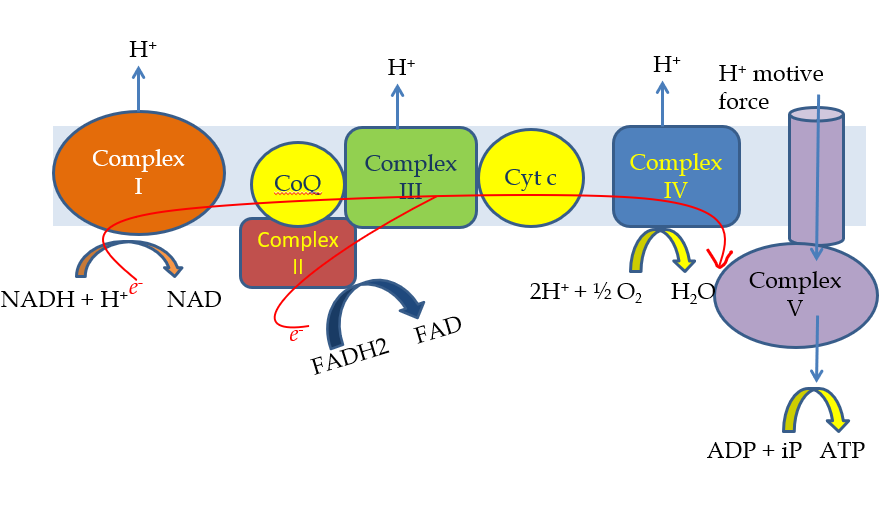 H⁺
H⁺
H⁺
H⁺ motive
force
Complex
I
CoQ
Complex
III
Cyt c
Complex
IV
Complex
II
NADH + H⁺
e⁻
NAD
e⁻
FADH2
FAD
2H⁺ + ½ O₂
H₂O
Complex
V
ADP + iP
ATP